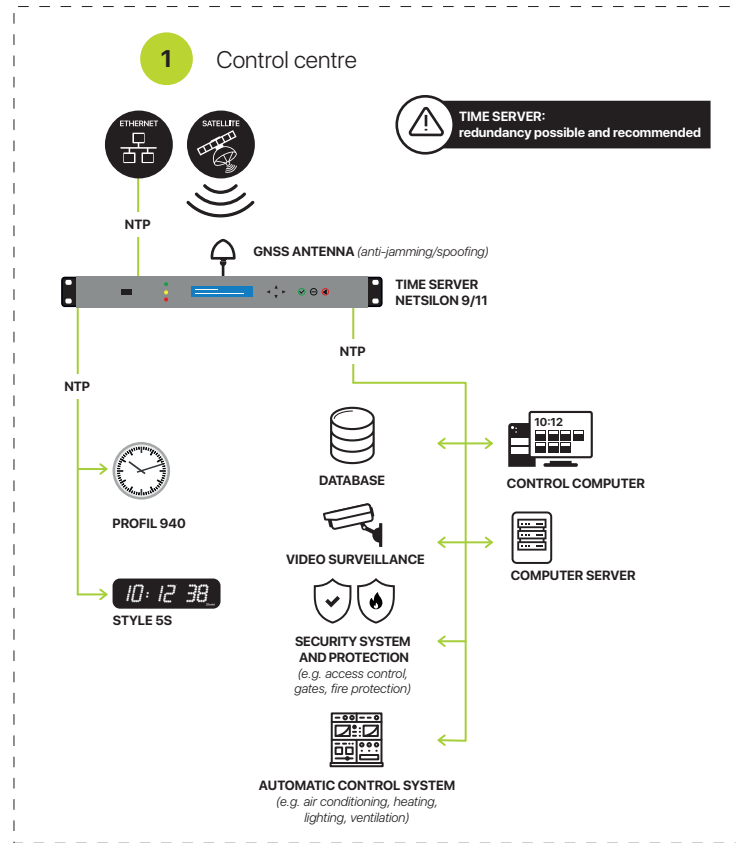 1
Control centre
ETHERNET
SATELLITE
TIME SERVER:
redundancy possible and recommended
NTP
GNSS ANTENNA (anti-jamming/spoofing)
TIME SERVER
NETSILON 9/11
NTP
NTP
10:12
DATABASE
CONTROL COMPUTER
PROFIL 940
VIDEO SURVEILLANCE
COMPUTER SERVER
10:12 38
STYLE 5S
SECURITY SYSTEM
AND PROTECTION
(e.g. access control,
gates, fire protection)
AUTOMATIC CONTROL SYSTEM
(e.g. air conditioning, heating,
lighting, ventilation)